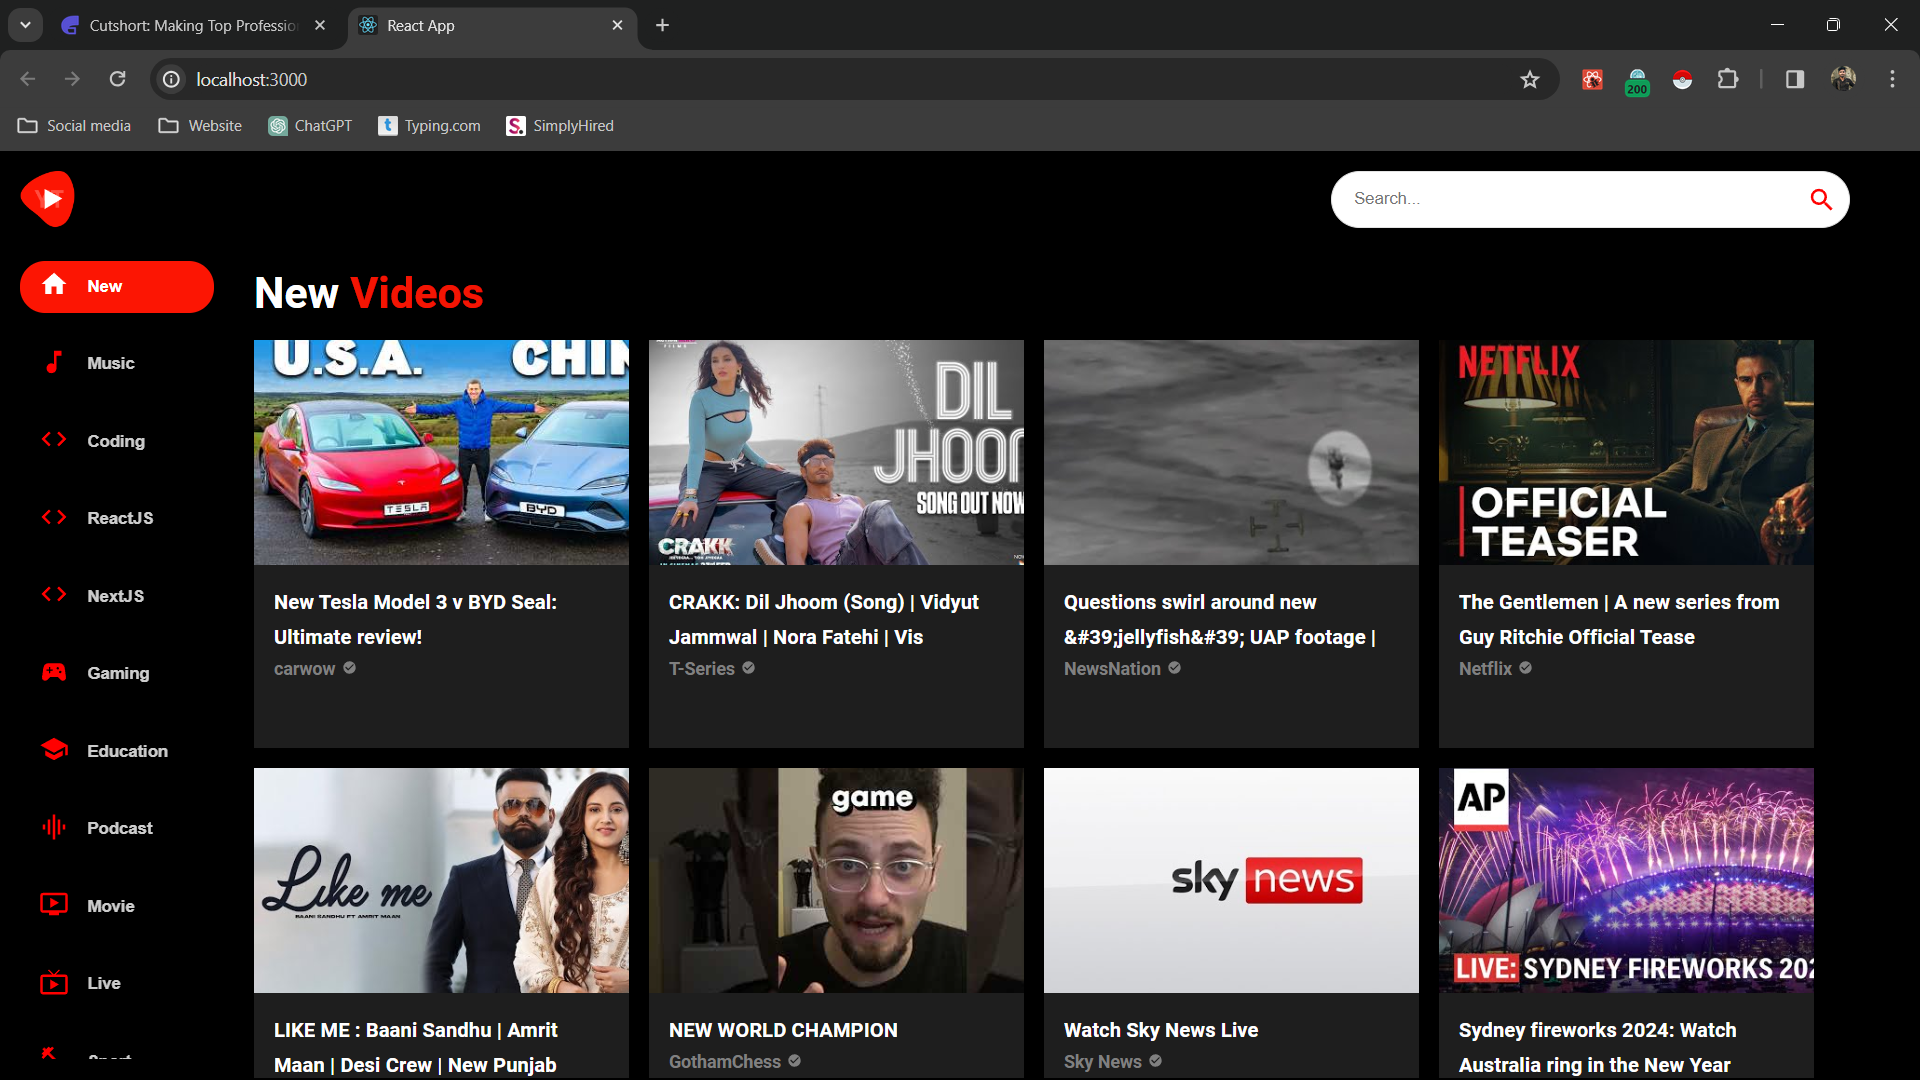 Cutshort: Making Top Professio
React App
localhost:3000
200
Social media
Website
ChatGPT
Typing.com
SimplyHired
Search...
New
New Videos
Music
Coding
ReactJS
NextJS
Gaming
Education
Podcast
Movie
Live
Sport
U.S.A. CHIN
TESLA
BYD
New Tesla Model 3 v BYD Seal:
Ultimate review!
carwow
DIL
JHOOM
SONG OUT NOW
CRAKK
CRAKK: Dil Jhoom (Song) | Vidyut
Jammwal | Nora Fatehi | Vis
T-Series
Questions swirl around new
&#39;jellyfish&#39; UAP footage |
NewsNation
NETFLIX
OFFICIAL
TEASER
The Gentlemen | A new series from
Guy Ritchie Official Tease
Netflix
Like me
BAANI SANDHU FT AMRIT MAAN
LIKE ME : Baani Sandhu | Amrit
Maan | Desi Crew | New Punjab
game
NEW WORLD CHAMPION
GothamChess
sky news
Watch Sky News Live
Sky News
AP
LIVE: SYDNEY FIREWORKS 202
Sydney fireworks 2024: Watch
Australia ring in the New Year